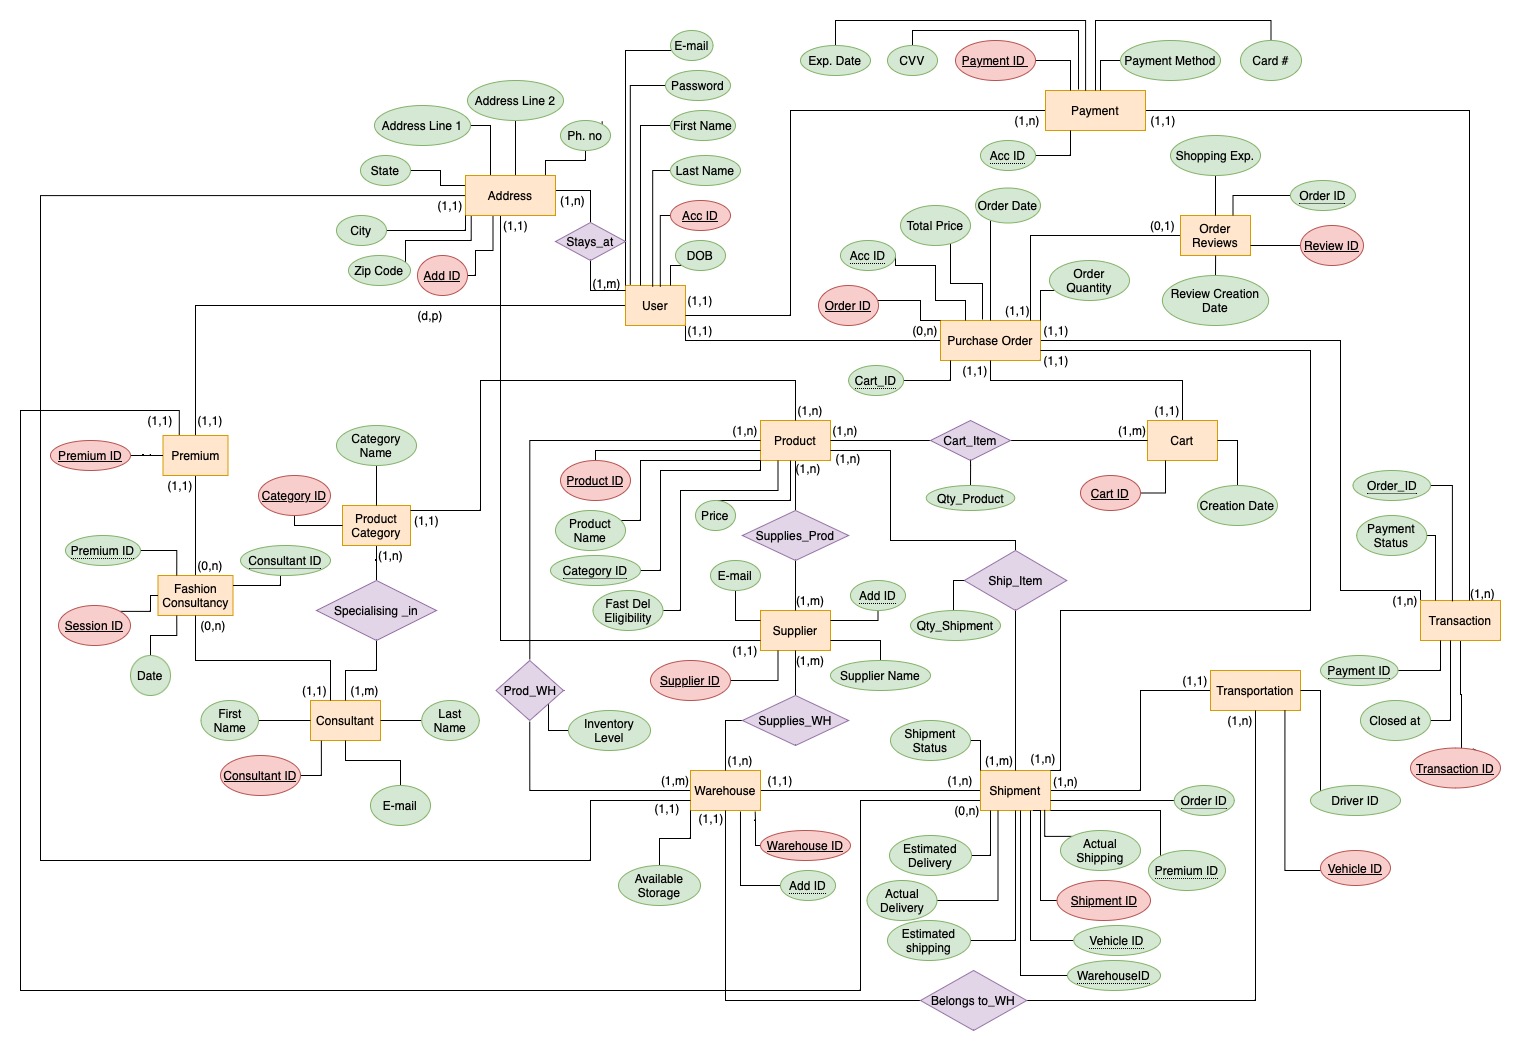 E-mail
Password
First Name
Last Name
Acc ID
DOB
Exp. Date
CVV
Payment ID
Payment Method
Card #
Payment
(1,n)
(1,1)
Acc ID
Address Line 2
Address Line 1
Ph. no
State
Address
(1,1)
(1,n)
(1,1)
City
Zip Code
Add ID
Stays_at
(1,m)
User
(1,1)
(1,1)
(d,p)
Shopping Exp.
Order ID
(0,1)
Order
Reviews
Review ID
Review Creation
Date
Order Date
Total Price
Acc ID
Order ID
Order
Quantity
(1,1)
(0,n)
Purchase Order
(1,1)
(1,1)
(1,1)
Cart_ID
(1,1)
(1,1)
Premium ID
Premium
(1,1)
Category
Name
Category ID
Product
Category
(1,1)
(1,n)
(1,n)
(1,n)
Product
(1,n)
(1,n)
(1,n)
Cart_Item
(1,m)
(1,1)
Cart
Qty_Product
Cart ID
Creation Date
Product ID
Product
Name
Price
Category ID
Fast Del
Eligibility
Supplies_Prod
Ship_Item
Qty_Shipment
Order_ID
Payment
Status
(1,n)
(1,n)
Transaction
Payment ID
Closed at
Transaction ID
Premium ID
Consultant ID
(0,n)
Fashion
Consultancy
Session ID
(0,n)
Date
Specialising _in
(1,1)
(1,m)
First
Name
Consultant
Last
Name
Consultant ID
E-mail
E-mail
Add ID
(1,m)
Supplier
(1,1)
(1,m)
Supplier ID
Supplier Name
Prod_WH
Inventory
Level
Supplies_WH
(1,n)
(1,m)
Warehouse
(1,1)
(1,1)
(1,1)
Warehouse ID
Available
Storage
Add ID
Shipment
Status
(1,m)
(1,n)
(1,n)
Shipment
(1,n)
(0,n)
(1,1)
Transportation
(1,n)
Order ID
Driver ID
Estimated
Delivery
Actual
Shipping
Premium ID
Vehicle ID
Actual
Delivery
Shipment ID
Estimated
shipping
Vehicle ID
WarehouseID
Belongs to_WH